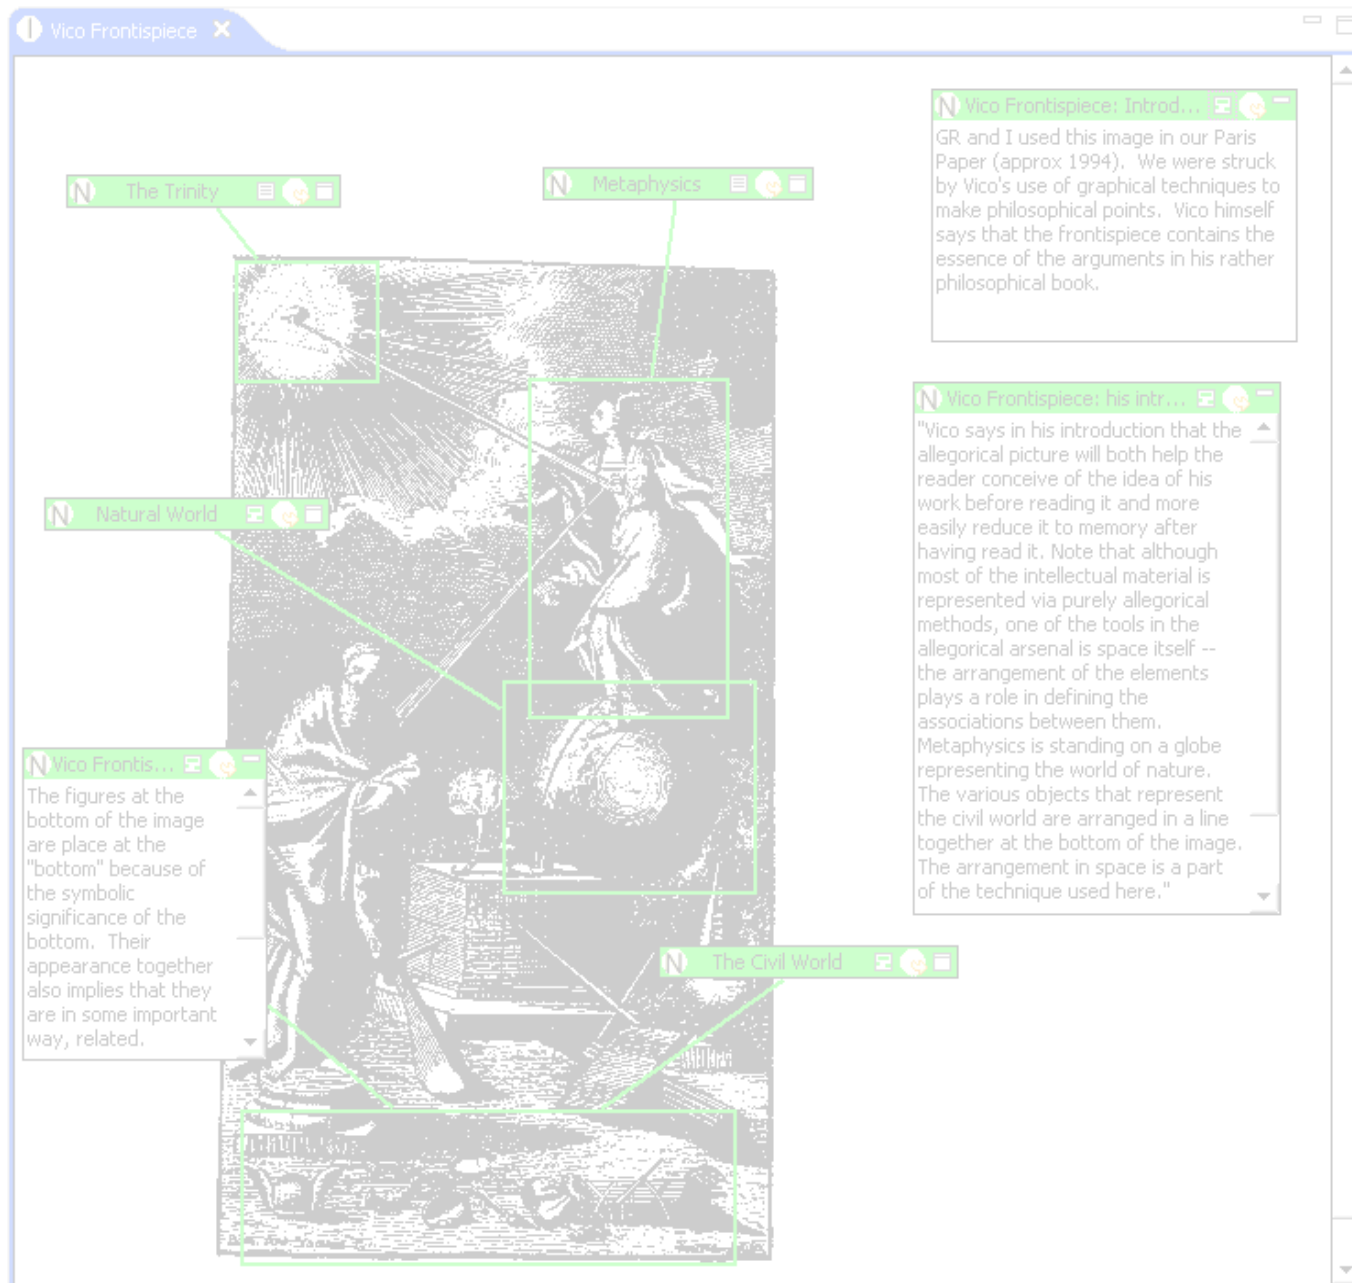 Vico Frontispiece
N Vico Frontispiece: Introd...
GR and I used this image in our Paris
Paper (approx 1994).  We were struck
by Vico's use of graphical techniques to
make philosophical points.  Vico himself
says that the frontispiece contains the
essence of the arguments in his rather
philosophical book.
N The Trinity
N Metaphysics
N Vico Frontispiece: his intr...
"Vico says in his introduction that the
allegorical picture will both help the
reader conceive of the idea of his
work before reading it and more
easily reduce it to memory after
having read it. Note that although
most of the intellectual material is
represented via purely allegorical
methods, one of the tools in the
allegorical arsenal is space itself --
the arrangement of the elements
plays a role in defining the
associations between them.
Metaphysics is standing on a globe
representing the world of nature.
The various objects that represent
the civil world are arranged in a line
together at the bottom of the image.
The arrangement in space is a part
of the technique used here."
N Natural World
N Vico Frontis...
The figures at the
bottom of the image
are place at the
"bottom" because of
the symbolic
significance of the
bottom.  Their
appearance together
also implies that they
are in some important
way, related.
N The Civil World